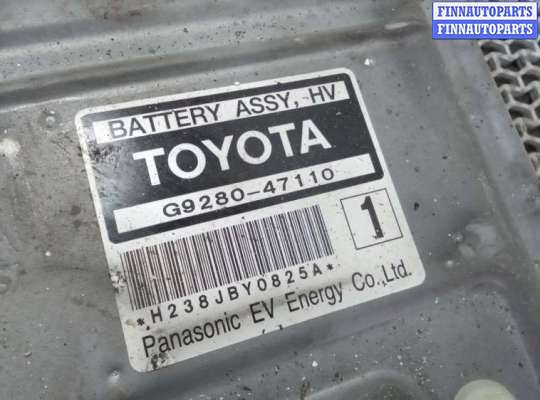 FINNAUTOPARTS
FINNAUTOPARTS
BATTERY ASSY, HV
TOYOTA
G9280-47110
1
*H238JBY0825A*
Panasonic EV Energy Co.,Ltd.